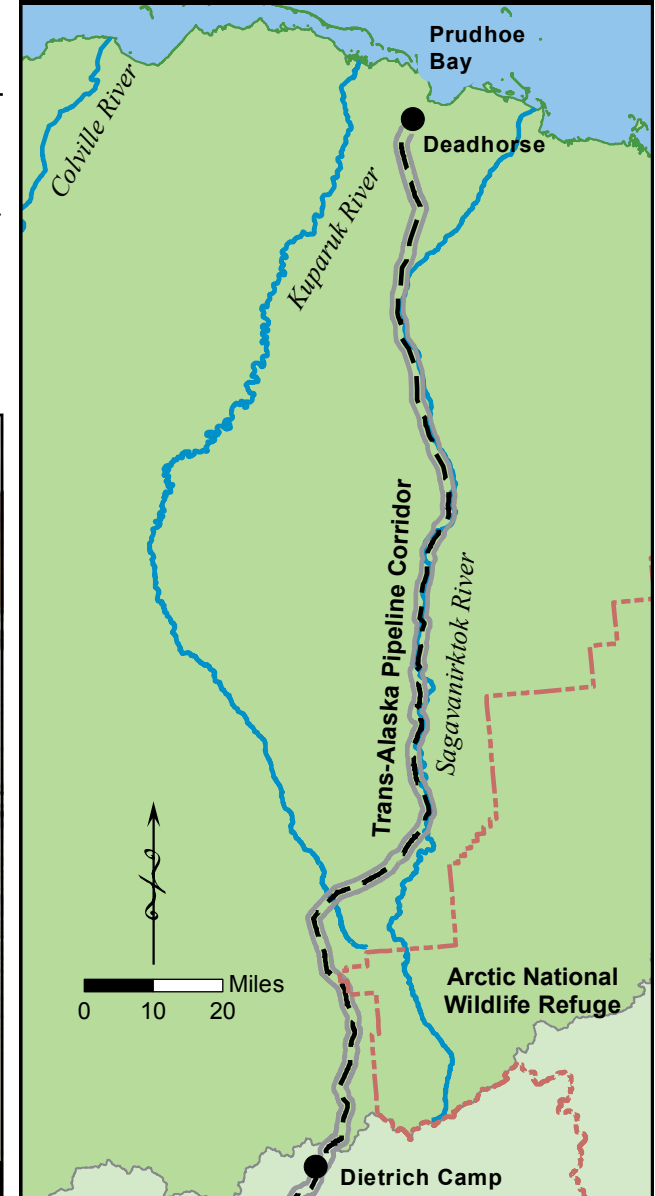 Prudhoe
Bay
Colville River
Deadhorse
Kuparuk River
Trans-Alaska Pipeline Corridor
Sagavanirktok River
Miles
0 10 20
Arctic National
Wildlife Refuge
Dietrich Camp